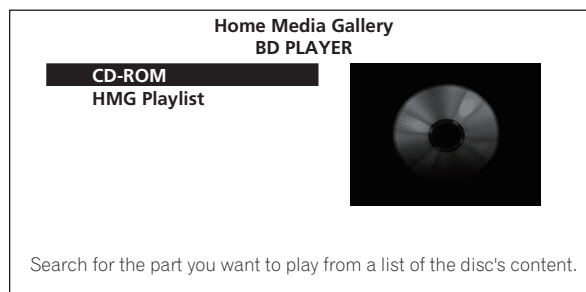 Home Media Gallery
BD PLAYER
CD-ROM
HMG Playlist
Search for the part you want to play from a list of the disc's content.